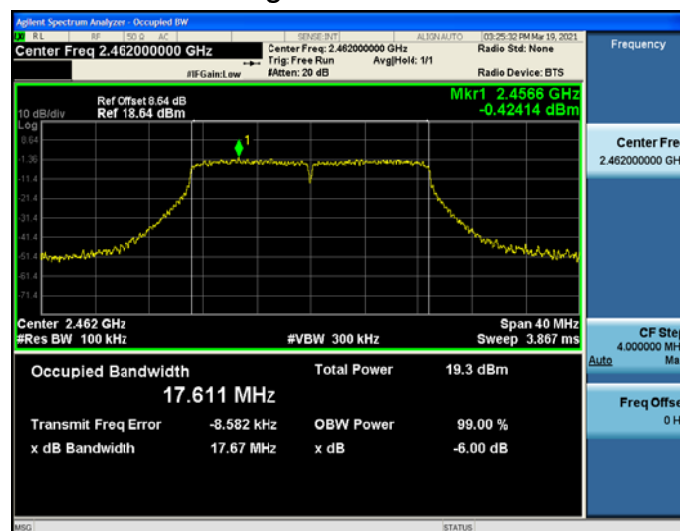 Agilent Spectrum Analyzer - Occupied BW
RL RF 50 Ω AC SENSE:INT ALIGN AUTO 03:25:32 PM Mar 19, 2021
Center Freq 2.462000000 GHz
Center Freq: 2.462000000 GHz
Radio Std: None
Trig: Free Run Avg|Hold: 1/1
#IFGain:Low #Atten: 20 dB Radio Device: BTS
Frequency
Ref Offset 8.64 dB
Mkr1 2.4566 GHz
10 dB/div Ref 18.64 dBm -0.42414 dBm
Log
8.64
1
-1.36
-11.4
-21.4
-31.4
-41.4
-51.4
-61.4
-71.4
Center Fre
2.462000000 GH
Center 2.462 GHz Span 40 MHz
#Res BW 100 kHz #VBW 300 kHz Sweep 3.867 ms
CF Ste
4.000000 MH
Auto Ma
Occupied Bandwidth Total Power 19.3 dBm
17.611 MHz
Transmit Freq Error -8.582 kHz OBW Power 99.00 %
x dB Bandwidth 17.67 MHz x dB -6.00 dB
Freq Offse
0 H
MSG STATUS